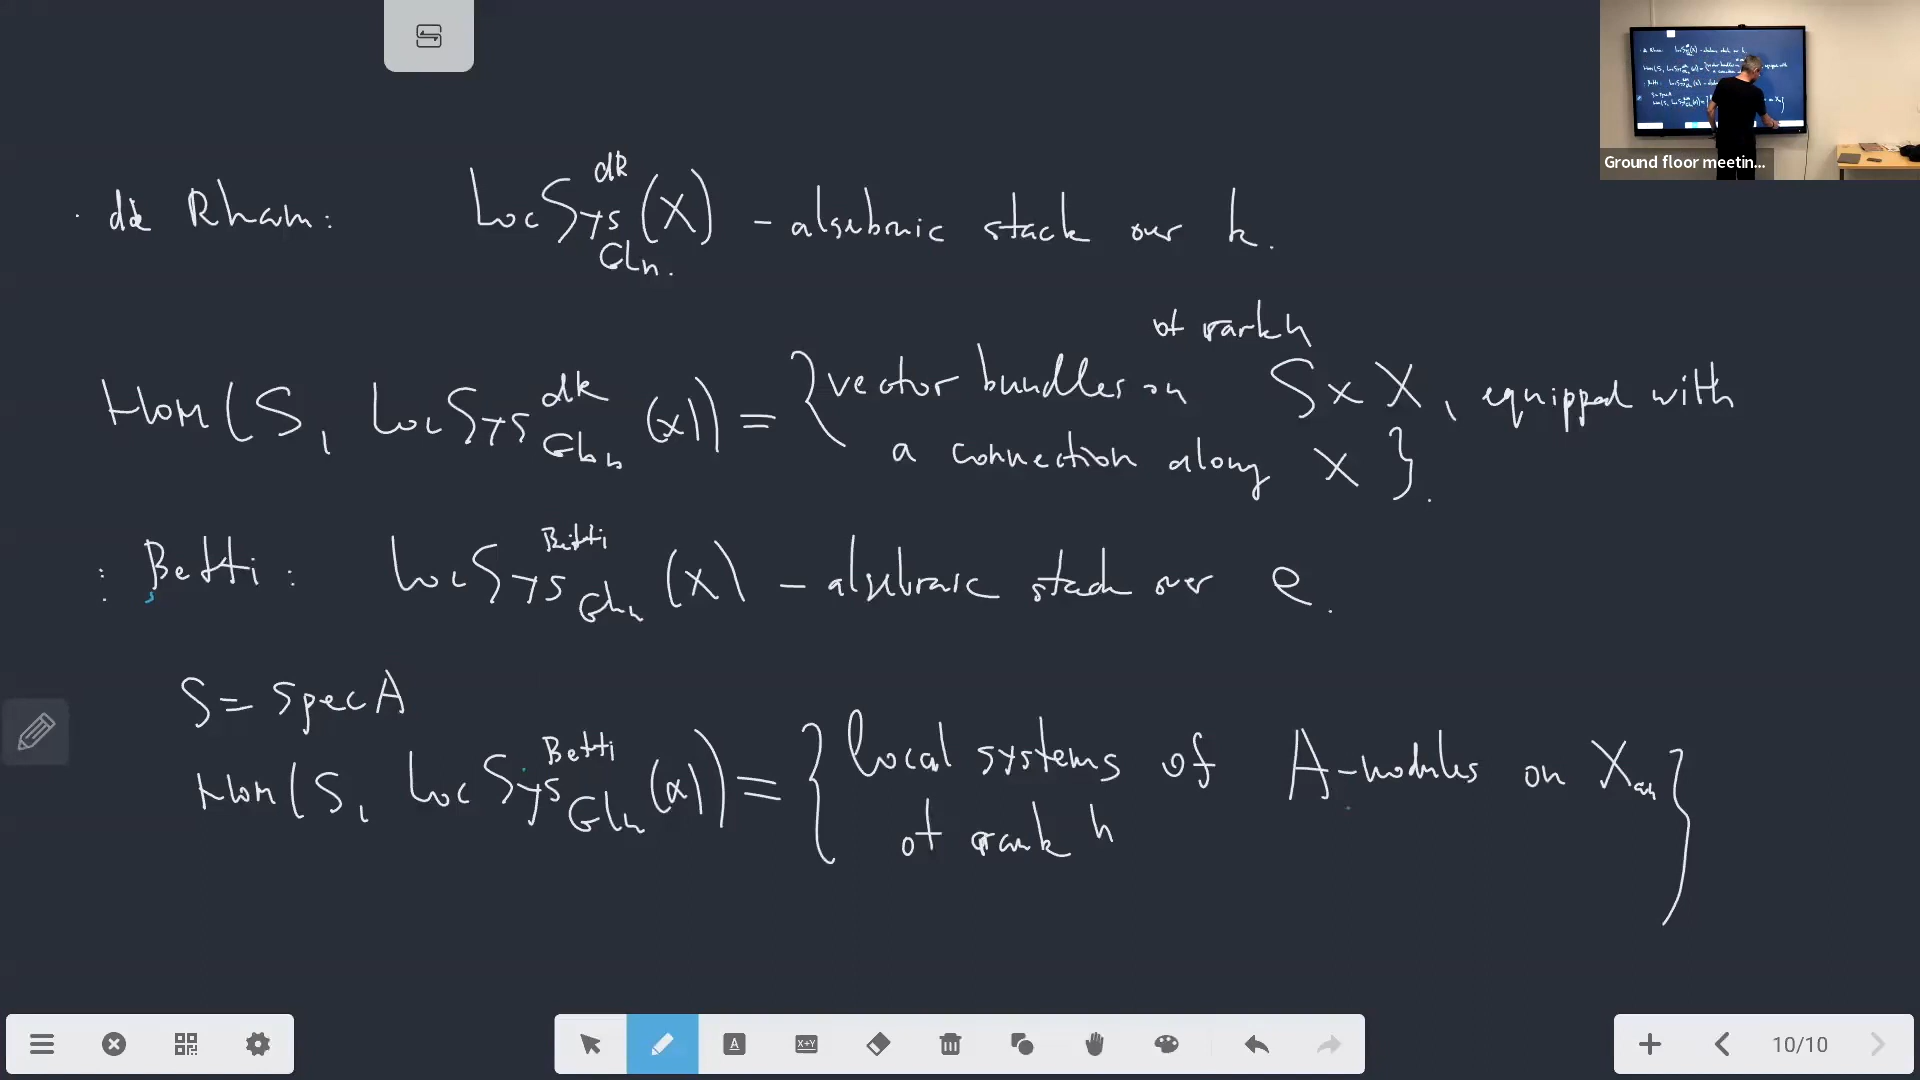 · de Rham: LocSys^{dR}_{GLn.}(X) – algebraic stack over k.
Hom(S, LocSys^{dR}_{GLn}(X)) = {vector bundles of rank n on S×X, equipped with
a connection along X}.
: Betti: LocSys^{Betti}_{GLn}(X) – algebraic stack over e.
S = Spec A
Hom(S, LocSys^{Betti}_{GLn}(X)) = {local systems of A-modules on X_{an}
of rank n}
Ground floor meetin...
A
X+Y
10/10